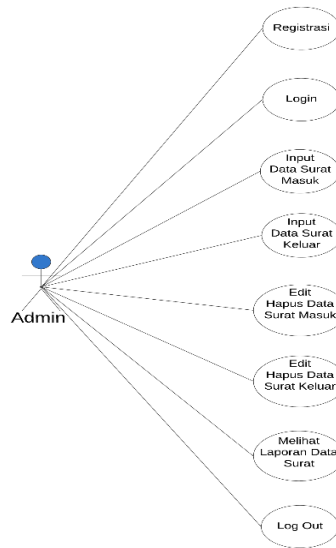 Registrasi
Login
Input
Data Surat
Masuk
Input
Data Surat
Keluar
Admin
Edit
Hapus Data
Surat Masuk
Edit
Hapus Data
Surat Keluar
Melihat
Laporan Data
Surat
Log Out